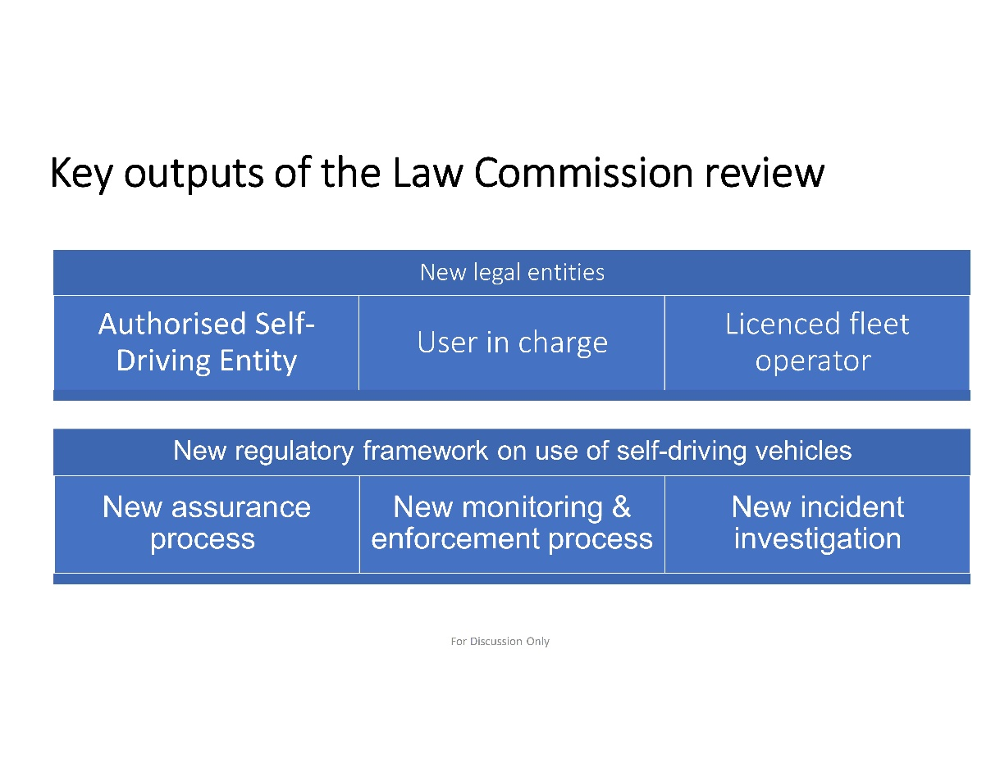 Key outputs of the Law Commission review
New legal entities
Authorised Self-
Driving Entity
User in charge
Licenced fleet
operator
New regulatory framework on use of self-driving vehicles
New assurance
process
New monitoring &
enforcement process
New incident
investigation
For Discussion Only